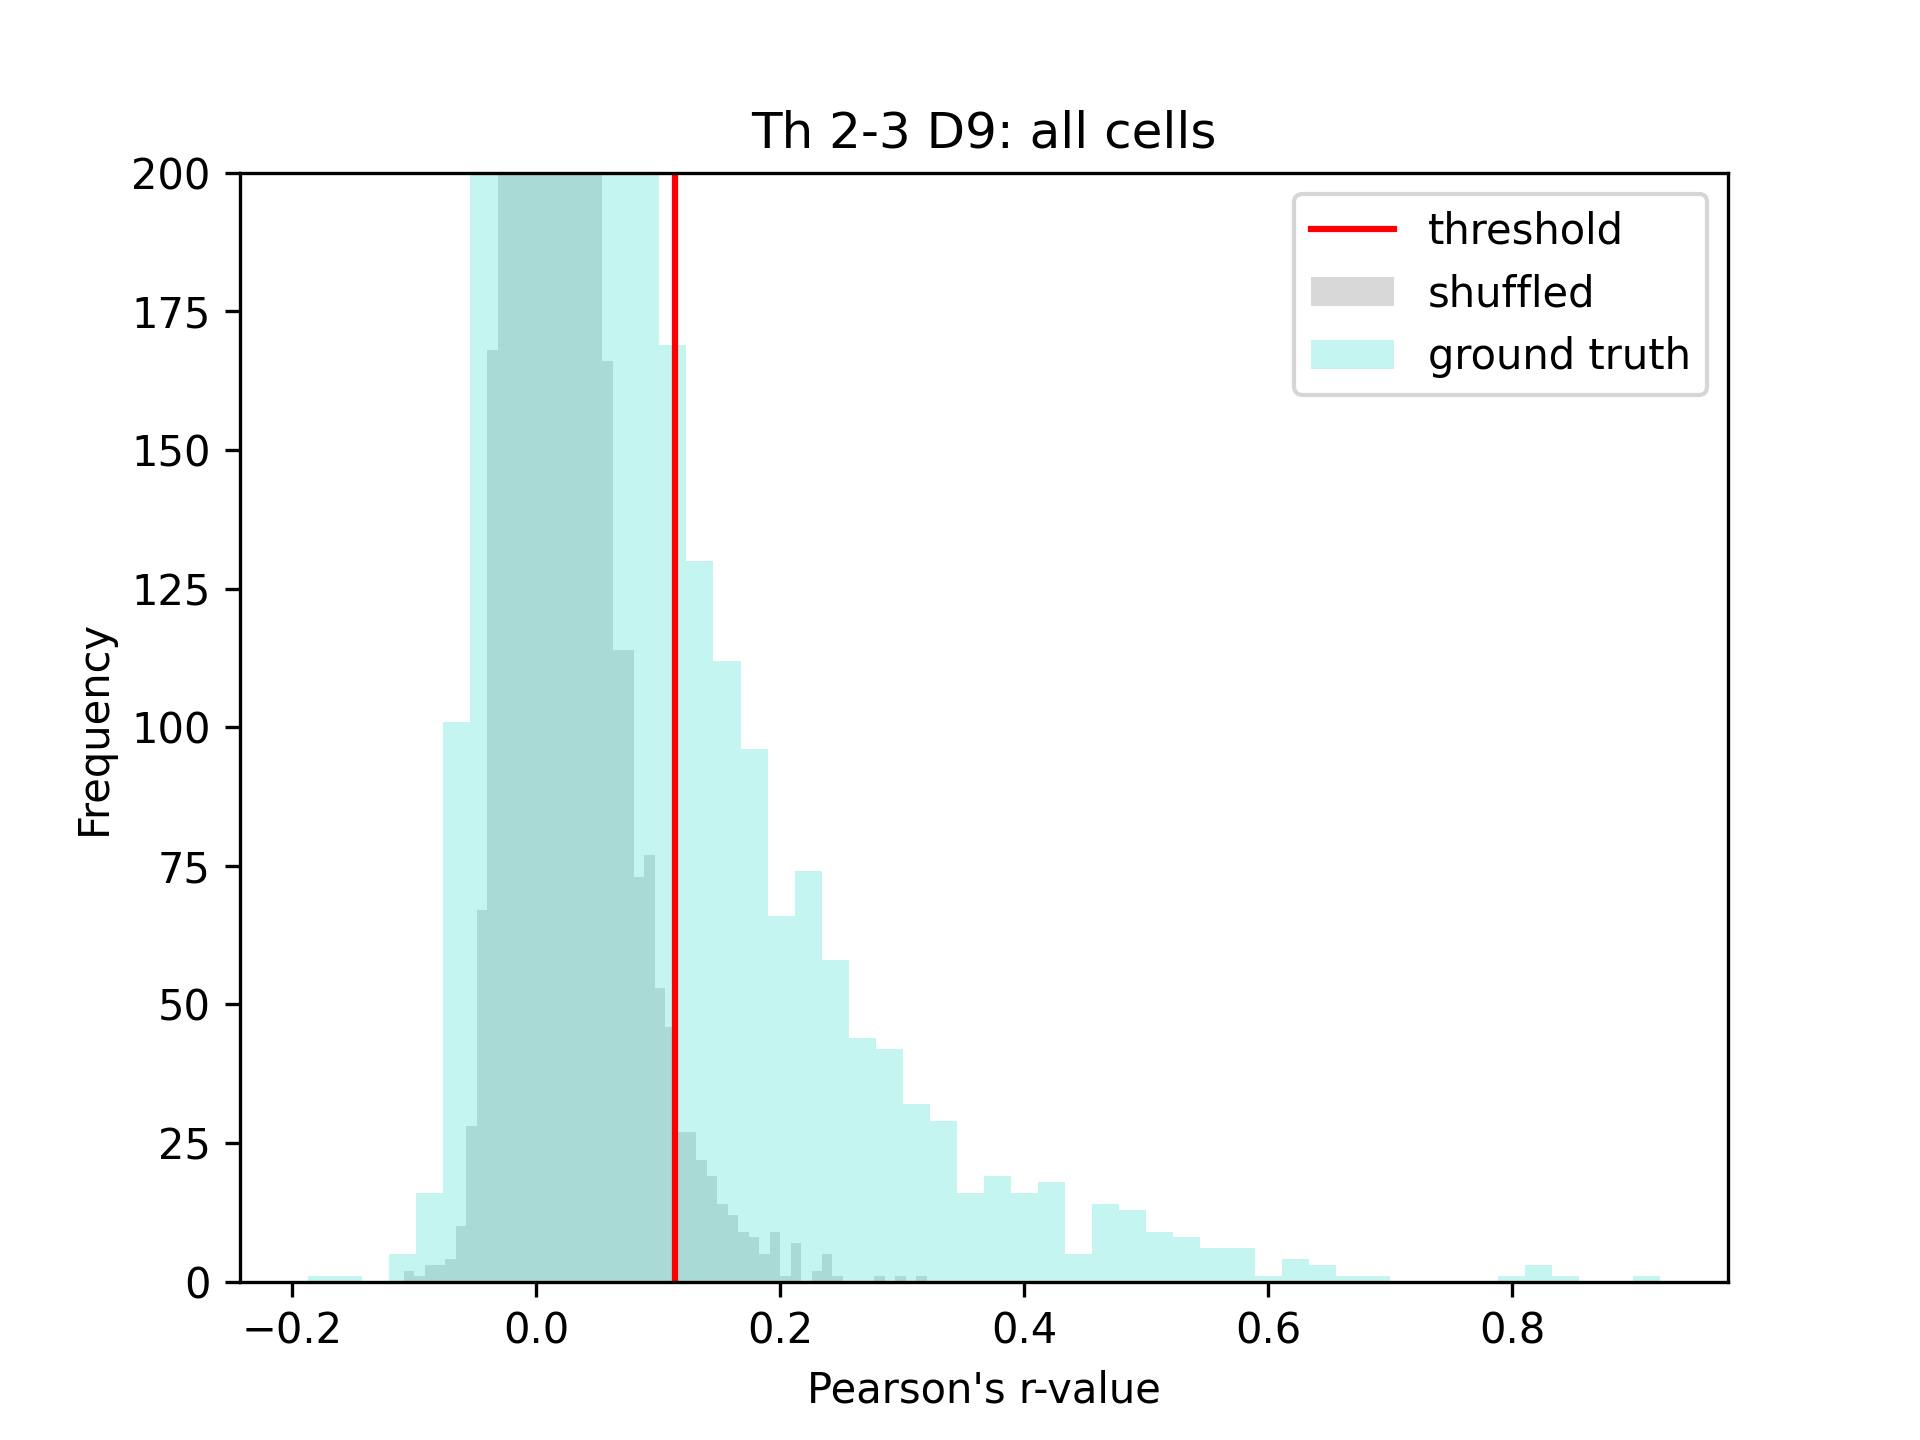 Th 2-3 D9: all cells
200
175
150
125
100
75
50
25
0
Frequency
threshold
shuffled
ground truth
−0.2 0.0 0.2 0.4 0.6 0.8
Pearson's r-value